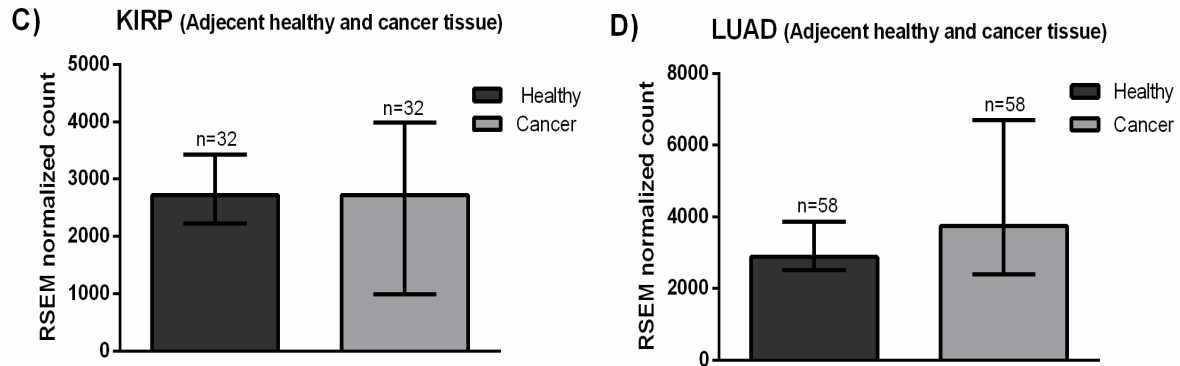 C) KIRP (Adjecent healthy and cancer tissue)
RSEM normalized count
5000
4000
3000
2000
1000
0
n=32
n=32
Healthy
Cancer
D) LUAD (Adjecent healthy and cancer tissue)
RSEM normalized count
8000
6000
4000
2000
0
n=58
n=58
Healthy
Cancer